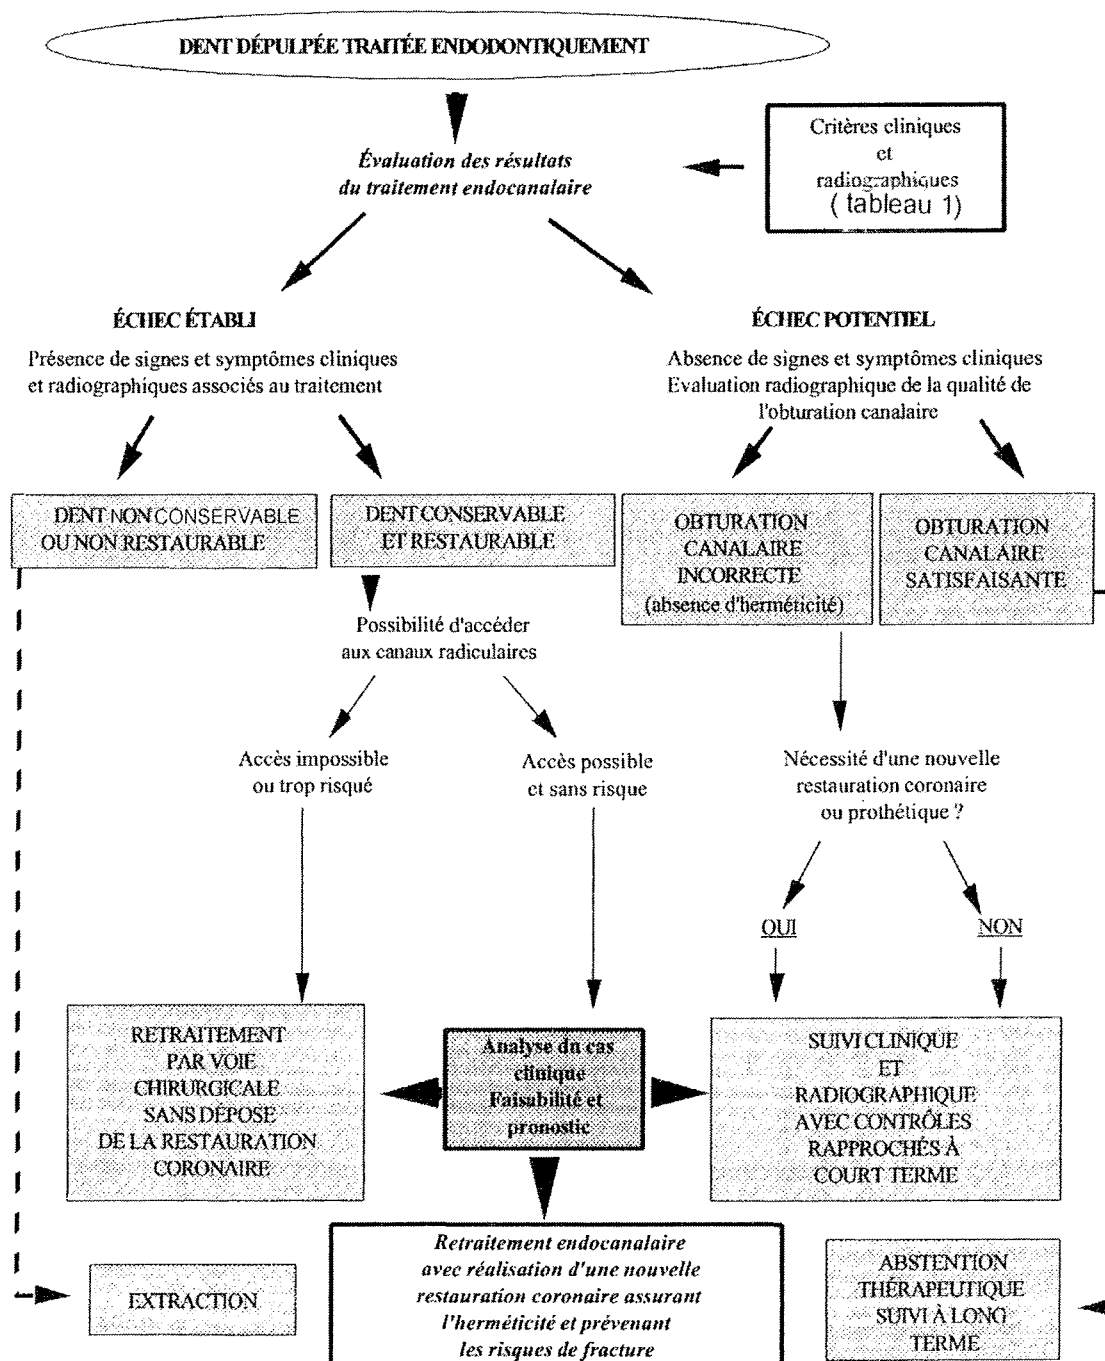 DENT DÉPULPÉE TRAITÉE ENDODONTIQUEMENT
Critères cliniques
et
radiographiques
( tableau 1)
Évaluation des résultats
du traitement endocanalaire
ÉCHEC ÉTABLI
Présence de signes et symptômes cliniques
et radiographiques associés au traitement
ÉCHEC POTENTIEL
Absence de signes et symptômes cliniques
Evaluation radiographique de la qualité de
l'obturation canalaire
DENT NON CONSERVABLE
OU NON RESTAURABLE
DENT CONSERVABLE
ET RESTAURABLE
OBTURATION
CANALAIRE
INCORRECTE
(absence d'herméticité)
OBTURATION
CANALAIRE
SATISFAISANTE
Possibilité d'accéder
aux canaux radiculaires
Accès impossible
ou trop risqué
Accès possible
et sans risque
Nécessité d'une nouvelle
restauration coronaire
ou prothétique ?
OUI
NON
RETRAITEMENT
PAR VOIE
CHIRURGICALE
SANS DÉPOSE
DE LA RESTAURATION
CORONAIRE
Analyse du cas
clinique
Faisabilité et
pronostic
SUIVI CLINIQUE
ET
RADIOGRAPHIQUE
AVEC CONTRÔLES
RAPPROCHÉS À
COURT TERME
EXTRACTION
Retraitement endocanalaire
avec réalisation d'une nouvelle
restauration coronaire assurant
l'herméticité et prévenant
les risques de fracture
ABSTENTION
THÉRAPEUTIQUE
SUIVI À LONG
TERME